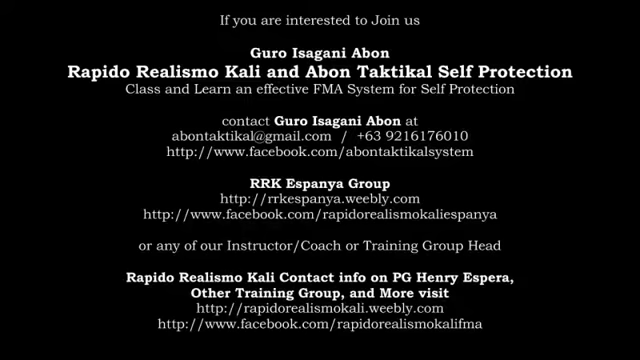 If you are interested to Join us
Guro Isagani Abon
Rapido Realismo Kali and Abon Taktikal Self Protection
Class and Learn an effective FMA System for Self Protection
contact Guro Isagani Abon at
abontaktikal@gmail.com / +63 9216176010
http://www.facebook.com/abontaktikalsystem
RRK Espanya Group
http://rrkespanya.weebly.com
http://www.facebook.com/rapidorealismokaliespanya
or any of our Instructor/Coach or Training Group Head
Rapido Realismo Kali Contact info on PG Henry Espera,
Other Training Group, and More visit
http://rapidorealismokali.weebly.com
http://www.facebook.com/rapidorealismokalifma